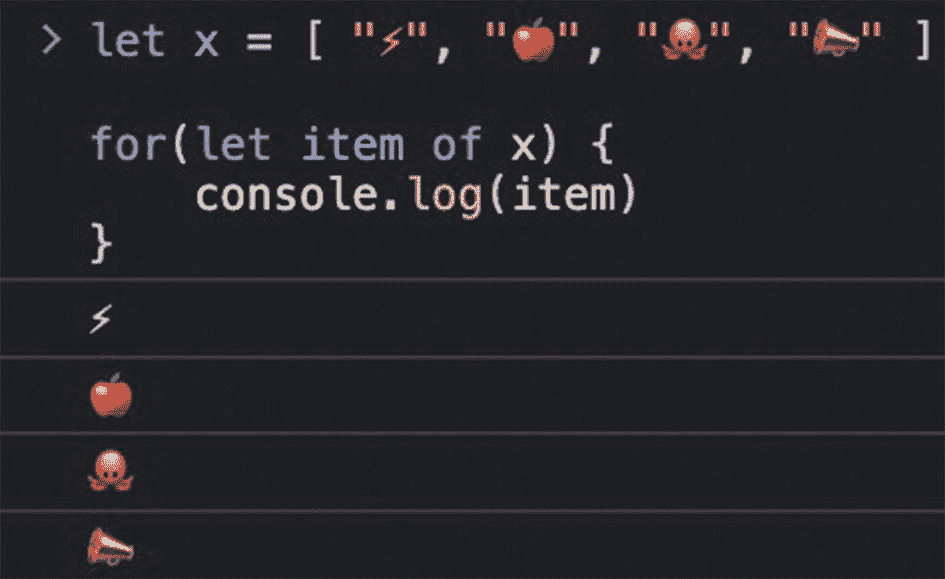 > let x = [ "⚡", "🍎", "🐙", "📣" ]
for(let item of x) {
    console.log(item)
}
⚡
🍎
🐙
📣